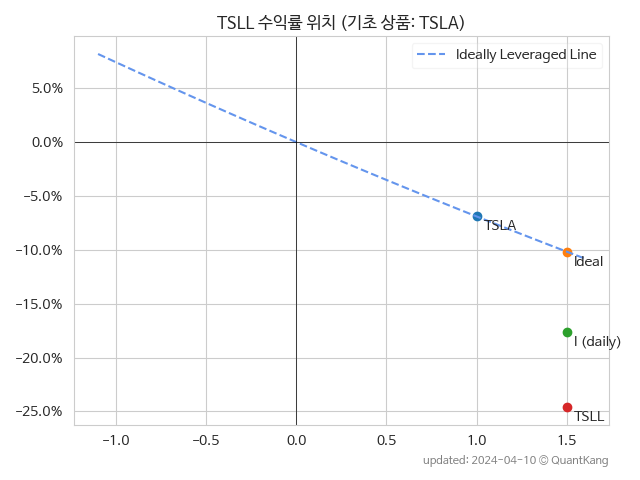 TSLL 수익률 위치 (기초 상품: TSLA)
Ideally Leveraged Line
5.0%
0.0%
−5.0%
−10.0%
−15.0%
−20.0%
−25.0%
TSLA
Ideal
I (daily)
TSLL
−1.0
−0.5
0.0
0.5
1.0
1.5
updated: 2024-04-10 © QuantKang